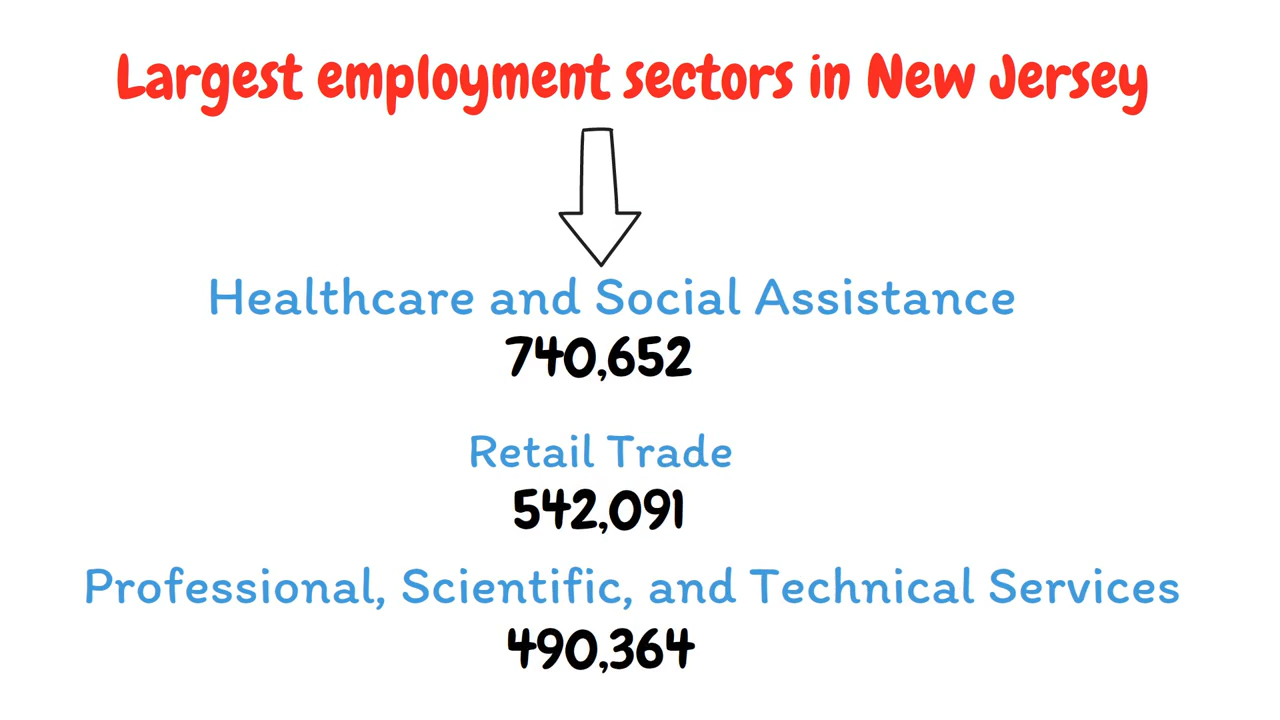 Largest employment sectors in New Jersey
Healthcare and Social Assistance
740,652
Retail Trade
542,091
Professional, Scientific, and Technical Services
490,364